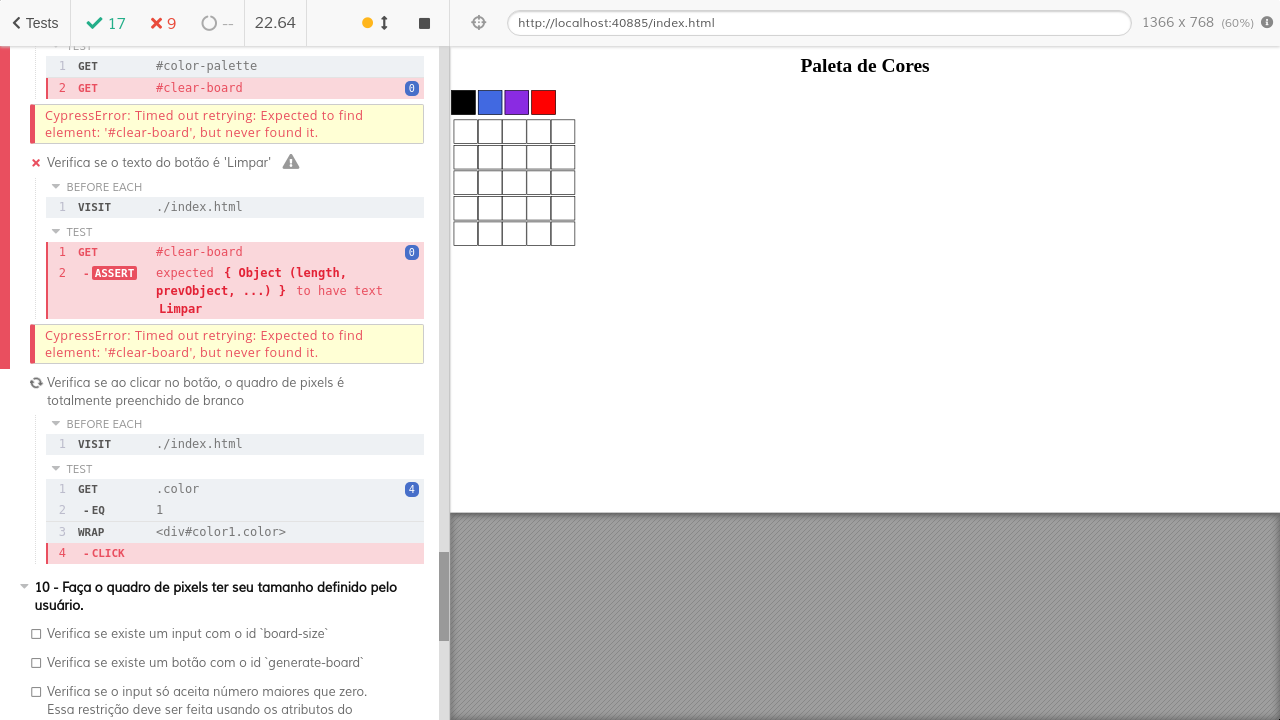 Tests 17 9 -- 22.64
http://localhost:40885/index.html 1366 x 768 (60%)
TEST
1 GET #color-palette
2 GET #clear-board 0
CypressError: Timed out retrying: Expected to find
element: '#clear-board', but never found it.
Verifica se o texto do botão é 'Limpar'
BEFORE EACH
1 VISIT ./index.html
TEST
1 GET #clear-board 0
2 - ASSERT expected { Object (length,
prevObject, ...) } to have text
Limpar
CypressError: Timed out retrying: Expected to find
element: '#clear-board', but never found it.
Verifica se ao clicar no botão, o quadro de pixels é
totalmente preenchido de branco
BEFORE EACH
1 VISIT ./index.html
TEST
1 GET .color 4
2 - EQ 1
3 WRAP <div#color1.color>
4 - CLICK
10 - Faça o quadro de pixels ter seu tamanho definido pelo
usuário.
Verifica se existe um input com o id `board-size`
Verifica se existe um botão com o id `generate-board`
Verifica se o input só aceita número maiores que zero.
Essa restrição deve ser feita usando os atributos do
Paleta de Cores